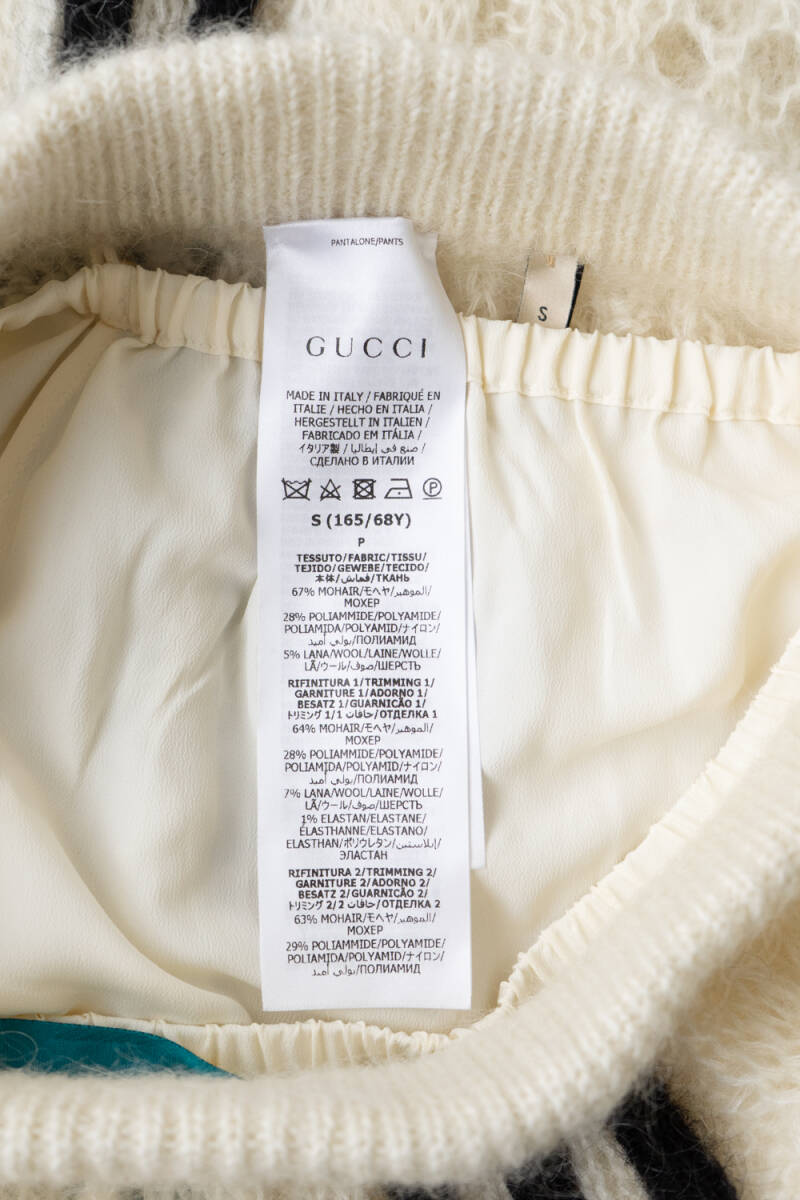 PANTALONE/PANTS
S
GUCCI
MADE IN ITALY / FABRIQUÉ EN
ITALIE / HECHO EN ITALIA /
HERGESTELLT IN ITALIEN /
FABRICADO EM ITÁLIA /
イタリア製 / صنع في إيطاليا /
СДЕЛАНО В ИТАЛИИ
S (165/68Y)
P
TESSUTO/FABRIC/TISSU/
TEJIDO/GEWEBE/TECIDO/
本体/قماش/ТКАНЬ
67% MOHAIR/モヘヤ/الموهير/
МОХЕР
28% POLIAMMIDE/POLYAMIDE/
POLIAMIDA/POLYAMID/ナイロン/
بولي أميد/ПОЛИАМИД
5% LANA/WOOL/LAINE/WOLLE/
LÃ/ウール/صوف/ШЕРСТЬ
RIFINITURA 1/TRIMMING 1/
GARNITURE 1/ADORNO 1/
BESATZ 1/GUARNIÇÃO 1/
トリミング 1/1 حافات/ОТДЕЛКА 1
64% MOHAIR/モヘヤ/الموهير/
МОХЕР
28% POLIAMMIDE/POLYAMIDE/
POLIAMIDA/POLYAMID/ナイロン/
بولي أميد/ПОЛИАМИД
7% LANA/WOOL/LAINE/WOLLE/
LÃ/ウール/صوف/ШЕРСТЬ
1% ELASTAN/ELASTANE/
ÉLASTHANNE/ELASTANO/
ELASTHAN/ポリウレタン/إيلاستين/
ЭЛАСТАН
RIFINITURA 2/TRIMMING 2/
GARNITURE 2/ADORNO 2/
BESATZ 2/GUARNIÇÃO 2/
トリミング 2/2 حافات/ОТДЕЛКА 2
63% MOHAIR/モヘヤ/الموهير/
МОХЕР
29% POLIAMMIDE/POLYAMIDE/
POLIAMIDA/POLYAMID/ナイロン/
بولي أميد/ПОЛИАМИД